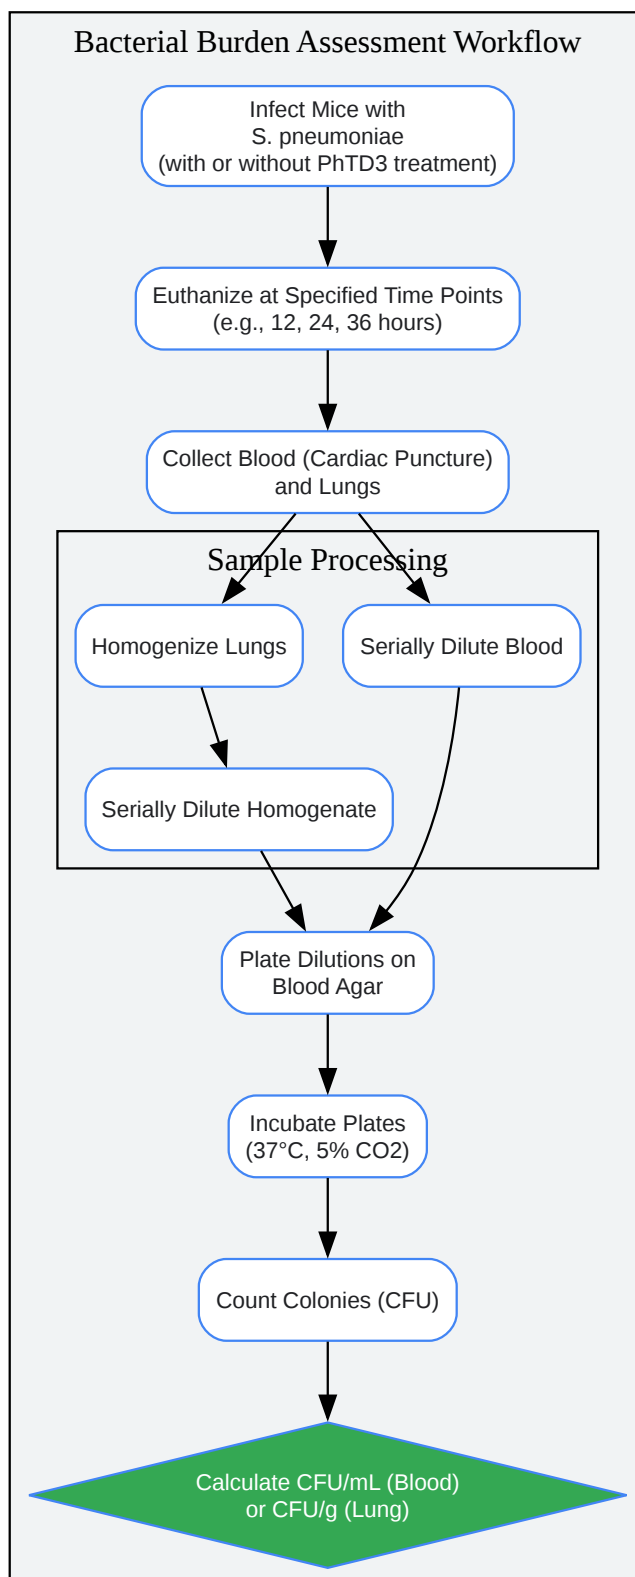 Bacterial Burden Assessment Workflow
Infect Mice with
S. pneumoniae
(with or without PhTD3 treatment)
Euthanize at Specified Time Points
(e.g., 12, 24, 36 hours)
Collect Blood (Cardiac Puncture)
and Lungs
Sample Processing
Homogenize Lungs
Serially Dilute Blood
Serially Dilute Homogenate
Plate Dilutions on
Blood Agar
Incubate Plates
(37°C, 5% CO2)
Count Colonies (CFU)
Calculate CFU/mL (Blood)
or CFU/g (Lung)